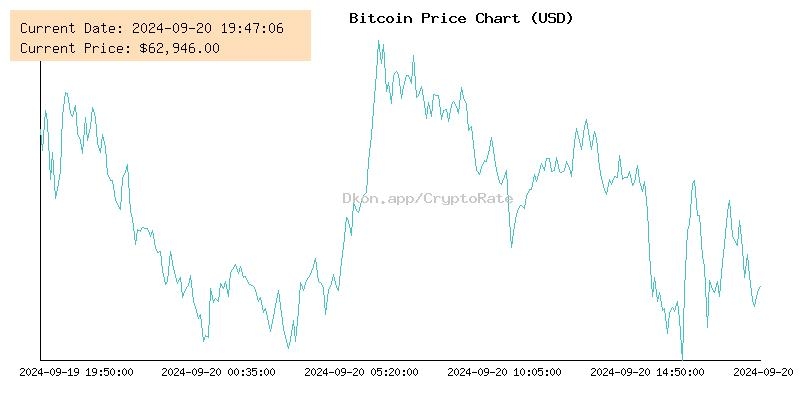 Bitcoin Price Chart (USD)
Current Date: 2024-09-20 19:47:06
Current Price: $62,946.00
Dkon.app/CryptoRate
2024-09-19 19:50:00 2024-09-20 00:35:00 2024-09-20 05:20:00 2024-09-20 10:05:00 2024-09-20 14:50:00 2024-09-20